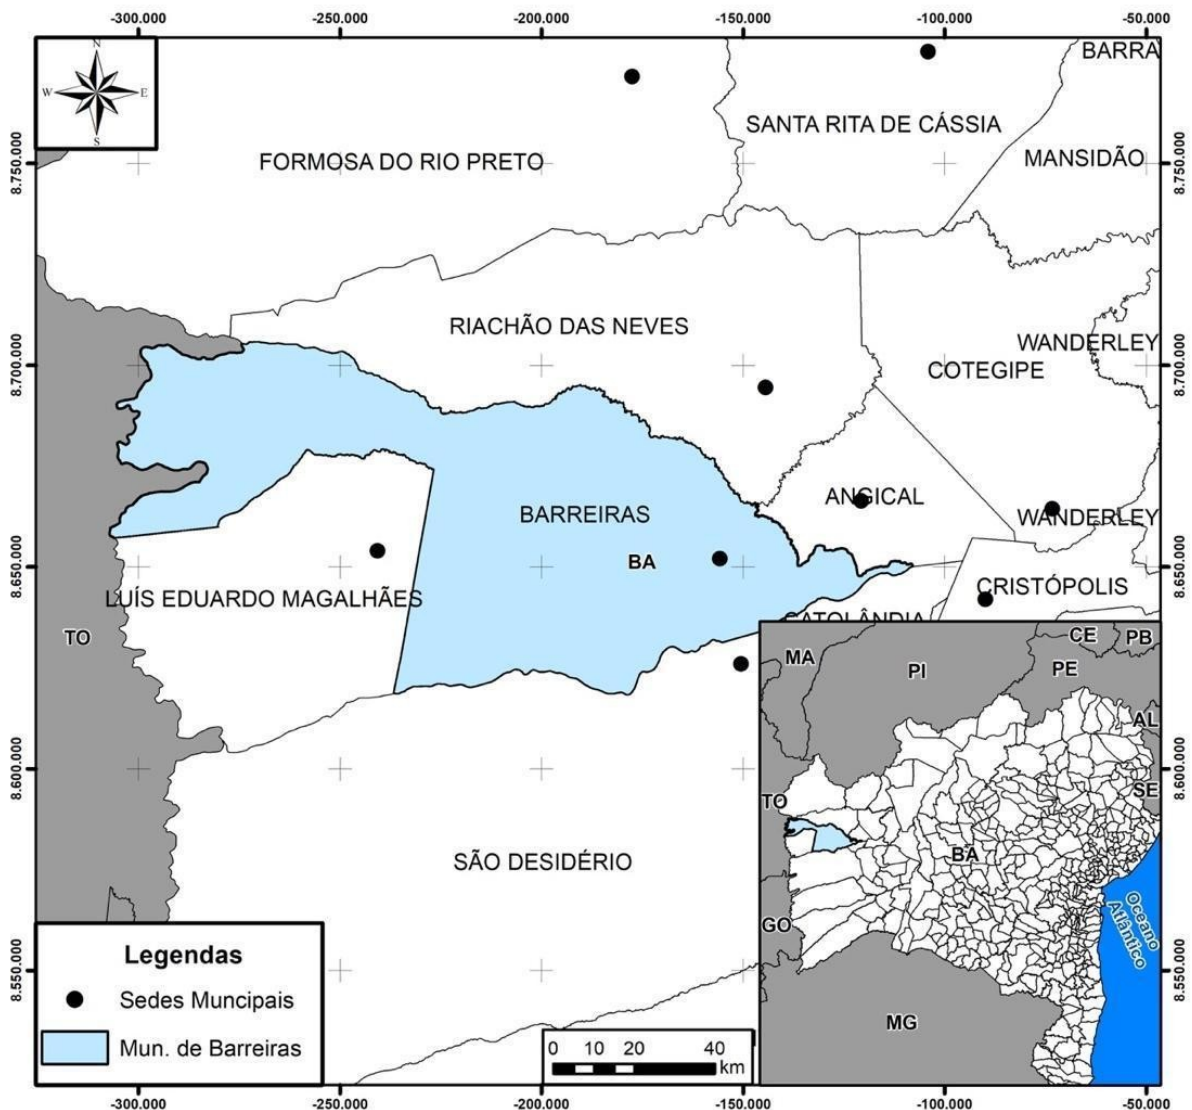 -300.000
-250.000
-200.000
-150.000
-100.000
-50.000
N
W
E
S
BARRA
SANTA RITA DE CÁSSIA
FORMOSA DO RIO PRETO
MANSIDÃO
8.750.000
8.750.000
RIACHÃO DAS NEVES
WANDERLEY
COTEGIPE
8.700.000
8.700.000
ANGICAL
BARREIRAS
WANDERLEY
BA
8.650.000
8.650.000
CRISTÓPOLIS
LUÍS EDUARDO MAGALHÃES
CATOLÂNDIA
TO
CE
PB
MA
PI
PE
AL
8.600.000
8.600.000
SE
TO
BA
SÃO DESIDÉRIO
GO
Oceano
Atlântico
8.550.000
8.550.000
MG
Legendas
Sedes Muncipais
Mun. de Barreiras
0 10 20 40
km
-300.000
-250.000
-200.000
-150.000
-100.000
-50.000